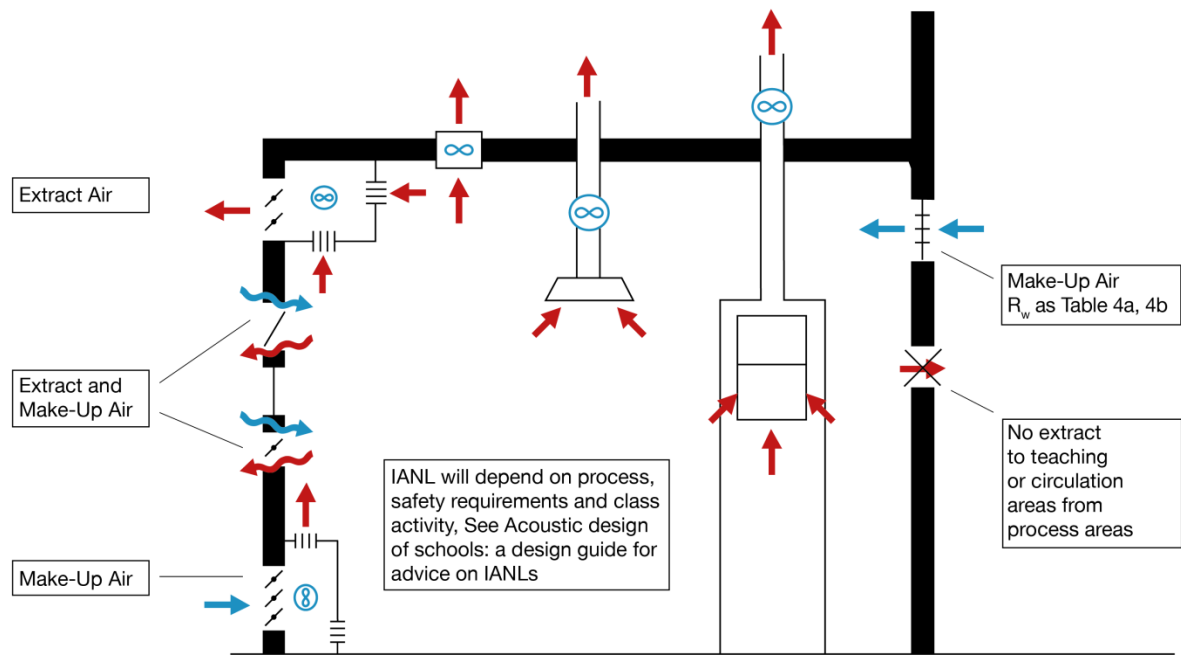 Extract Air
Extract and
Make-Up Air
Make-Up Air
IANL will depend on process,
safety requirements and class
activity, See Acoustic design
of schools: a design guide for
advice on IANLs
Make-Up Air
R_w as Table 4a, 4b
No extract
to teaching
or circulation
areas from
process areas